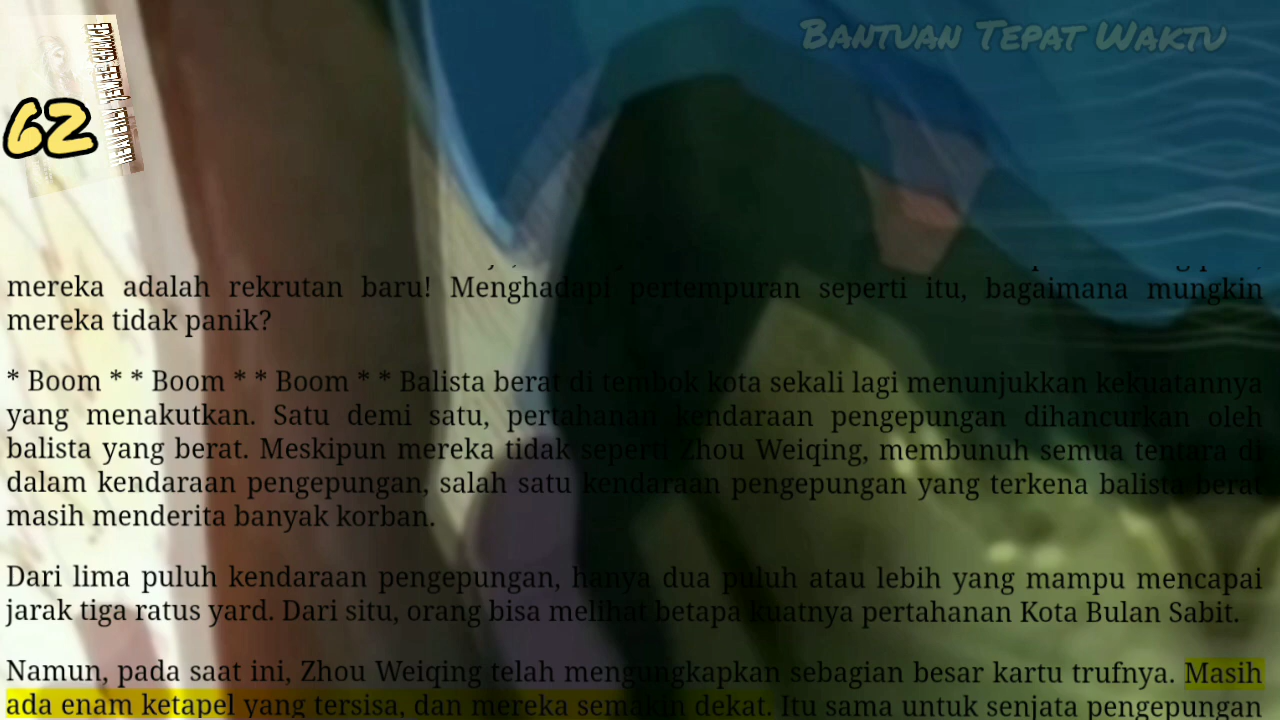 Bantuan Tepat Waktu
HEAVENLY JEWEL CHANGE
62
mereka adalah rekrutan baru! Menghadapi pertempuran seperti itu, bagaimana mungkin
mereka tidak panik?
* Boom * * Boom * * Boom * * Balista berat di tembok kota sekali lagi menunjukkan kekuatannya
yang menakutkan. Satu demi satu, pertahanan kendaraan pengepungan dihancurkan oleh
balista yang berat. Meskipun mereka tidak seperti Zhou Weiqing, membunuh semua tentara di
dalam kendaraan pengepungan, salah satu kendaraan pengepungan yang terkena balista berat
masih menderita banyak korban.
Dari lima puluh kendaraan pengepungan, hanya dua puluh atau lebih yang mampu mencapai
jarak tiga ratus yard. Dari situ, orang bisa melihat betapa kuatnya pertahanan Kota Bulan Sabit.
Namun, pada saat ini, Zhou Weiqing telah mengungkapkan sebagian besar kartu trufnya. Masih
ada enam ketapel yang tersisa, dan mereka semakin dekat. Itu sama untuk senjata pengepungan